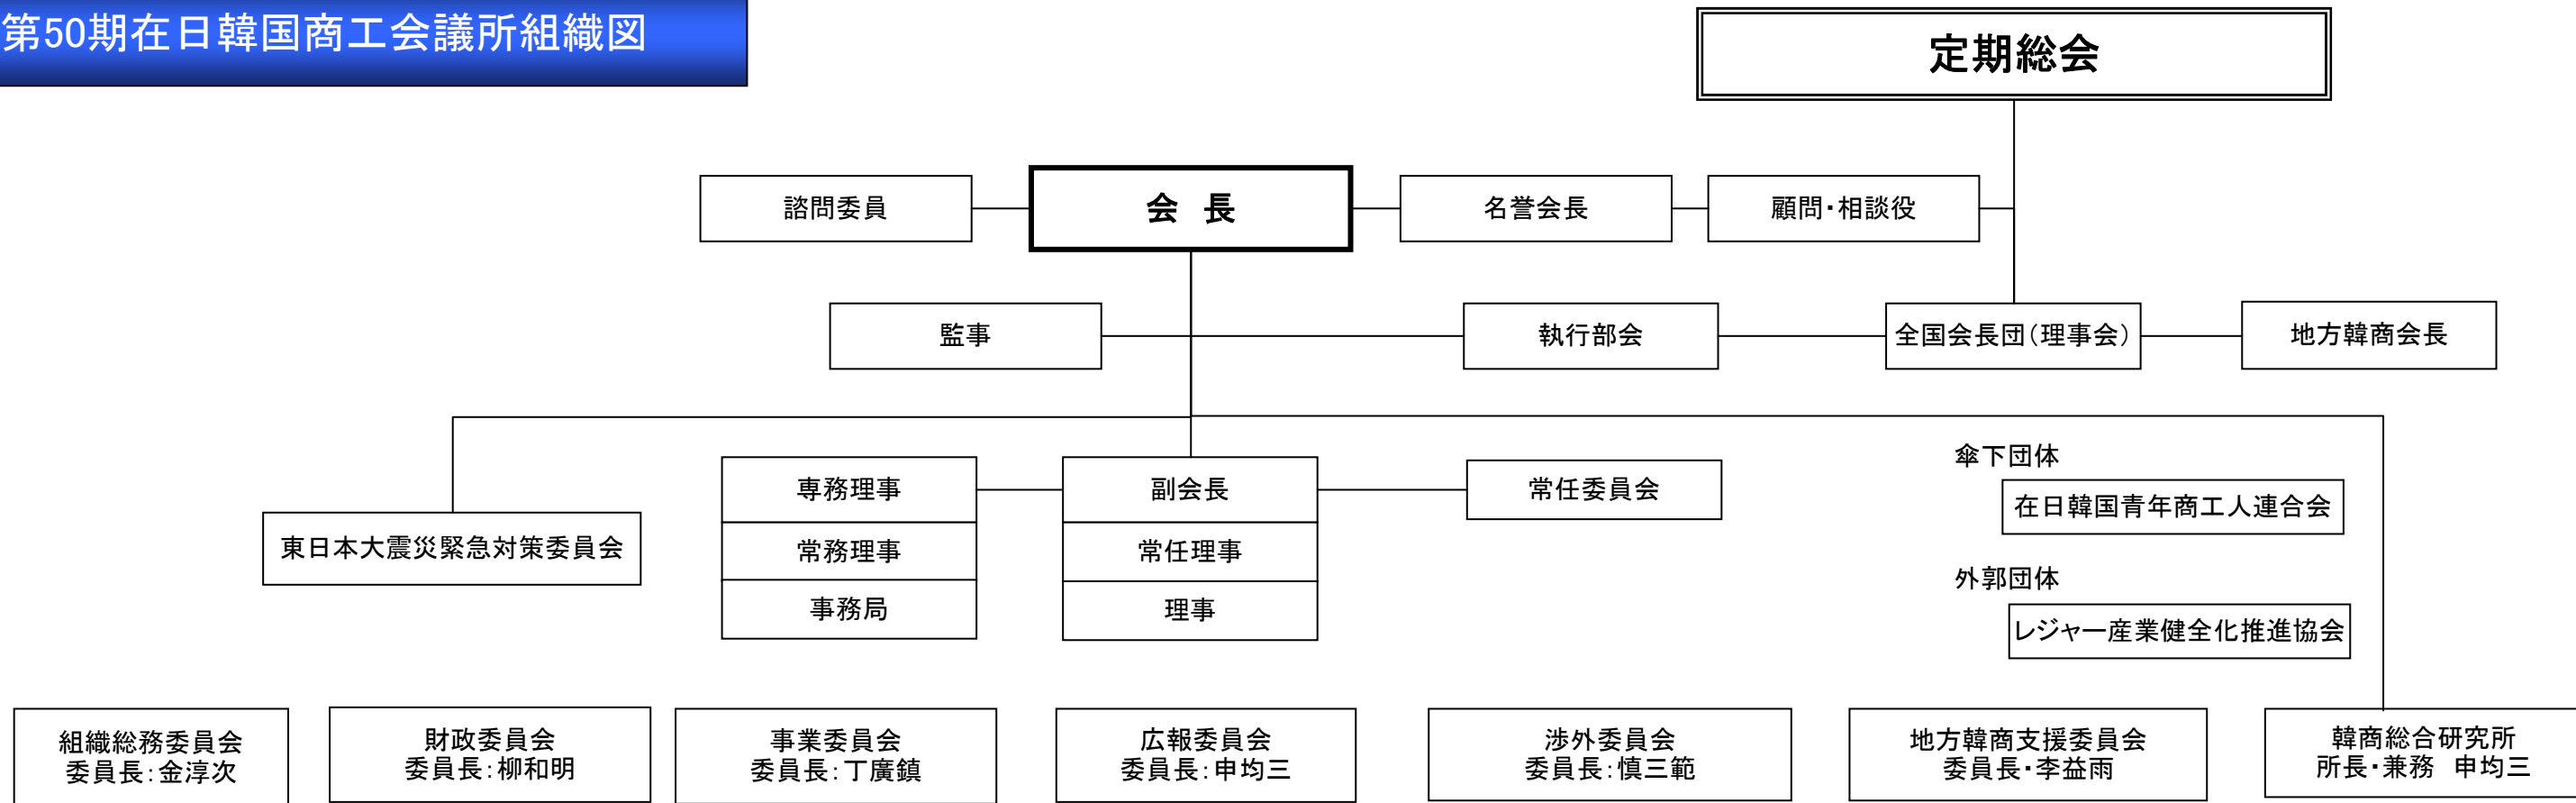 第50期在日韓国商工会議所組織図
定期総会
諮問委員
会　長
名誉会長
顧問・相談役
監事
執行部会
全国会長団（理事会）
地方韓商会長
専務理事
副会長
常任委員会
傘下団体
在日韓国青年商工人連合会
東日本大震災緊急対策委員会
常務理事
常任理事
外郭団体
事務局
理事
レジャー産業健全化推進協会
組織総務委員会
委員長：金淳次
財政委員会
委員長：柳和明
事業委員会
委員長：丁廣鎮
広報委員会
委員長：申均三
渉外委員会
委員長：慎三範
地方韓商支援委員会
委員長・李益雨
韓商総合研究所
所長・兼務　申均三